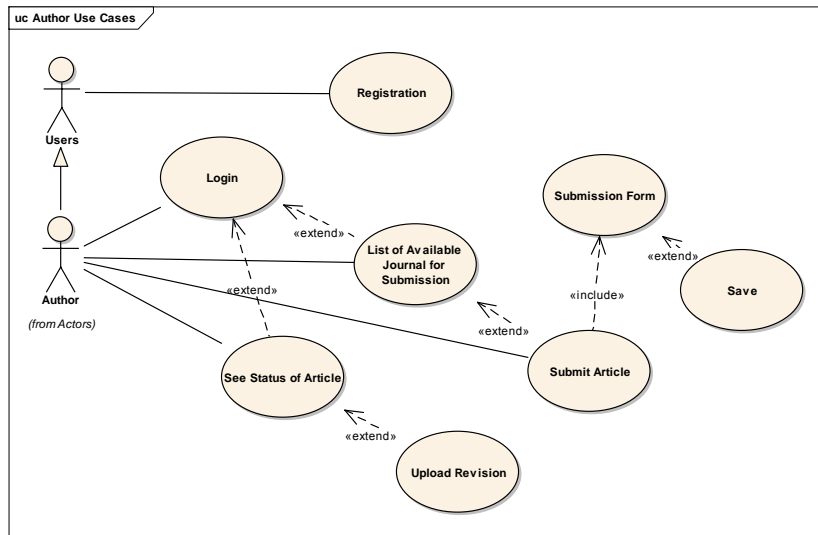 uc Author Use Cases
Users
Registration
Login
Submission Form
«extend»
List of Available
Journal for
Submission
«extend»
Save
Author
(from Actors)
«extend»
«include»
«extend»
See Status of Article
Submit Article
«extend»
Upload Revision